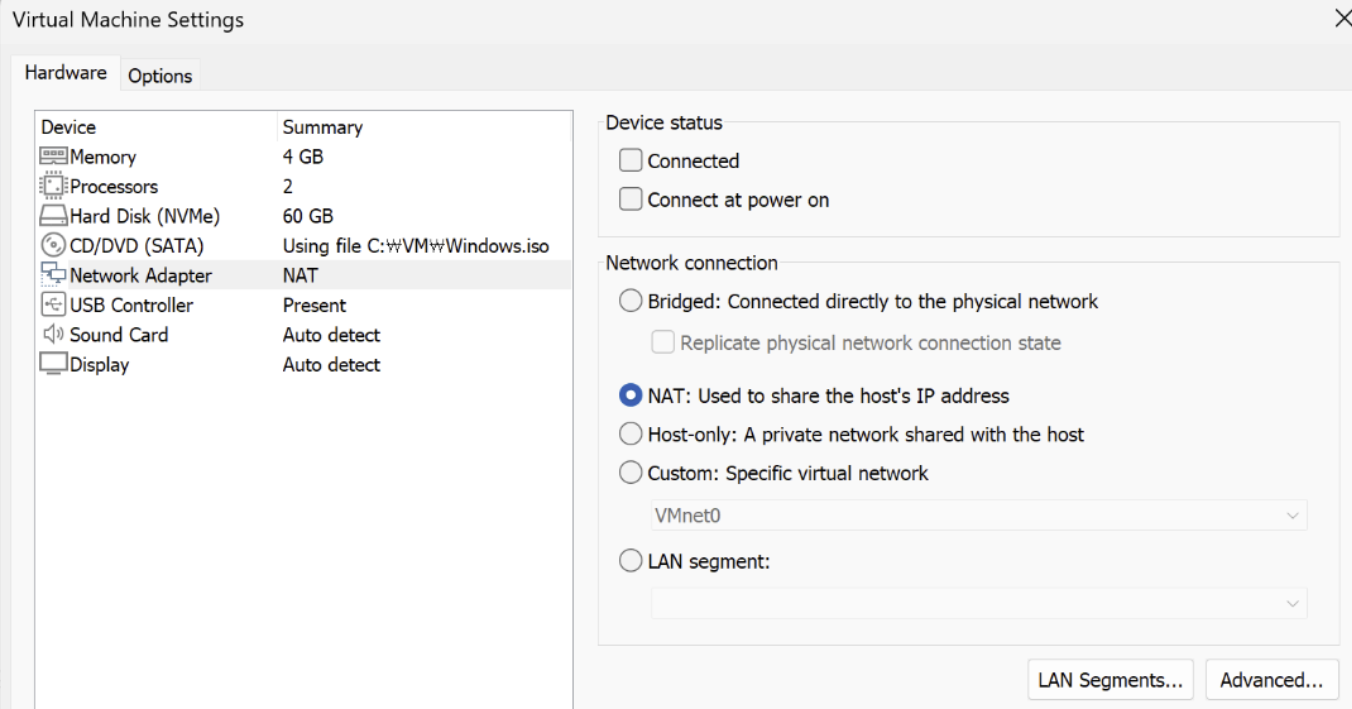 Virtual Machine Settings
Hardware
Options
Device Summary
Memory 4 GB
Processors 2
Hard Disk (NVMe) 60 GB
CD/DVD (SATA) Using file C:₩VM₩Windows.iso
Network Adapter NAT
USB Controller Present
Sound Card Auto detect
Display Auto detect
Device status
Connected
Connect at power on
Network connection
Bridged: Connected directly to the physical network
Replicate physical network connection state
NAT: Used to share the host's IP address
Host-only: A private network shared with the host
Custom: Specific virtual network
VMnet0
LAN segment:
LAN Segments...
Advanced...